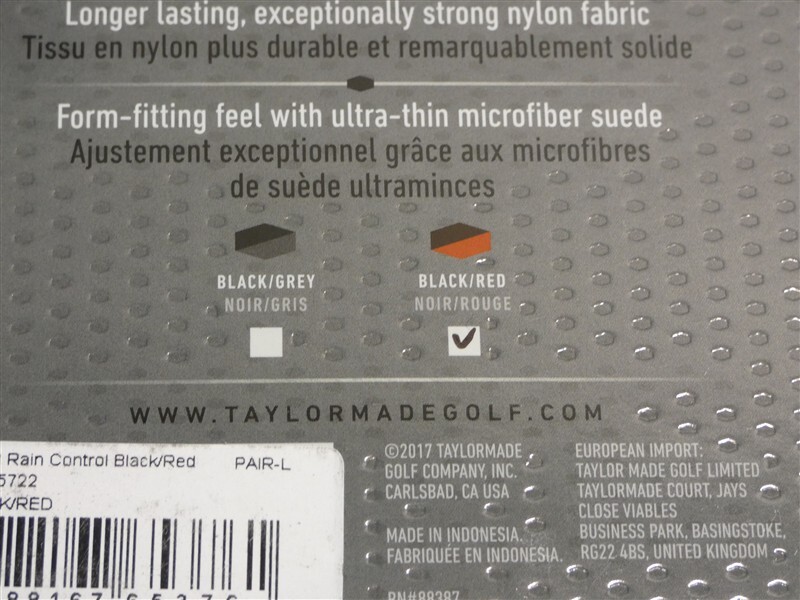 Longer lasting, exceptionally strong nylon fabric
Tissu en nylon plus durable et remarquablement solide
Form-fitting feel with ultra-thin microfiber suede
Ajustement exceptionnel grâce aux microfibres
de suède ultraminces
BLACK/GREY
NOIR/GRIS
BLACK/RED
NOIR/ROUGE
WWW.TAYLORMADEGOLF.COM
Rain Control Black/Red PAIR-L
5722
K/RED
©2017 TAYLORMADE
GOLF COMPANY, INC.
CARLSBAD, CA USA
MADE IN INDONESIA.
FABRIQUÉE EN INDONESIA.
RN#88387
EUROPEAN IMPORT:
TAYLOR MADE GOLF LIMITED
TAYLORMADE COURT, JAYS
CLOSE VIABLES
BUSINESS PARK, BASINGSTOKE,
RG22 4BS, UNITED KINGDOM